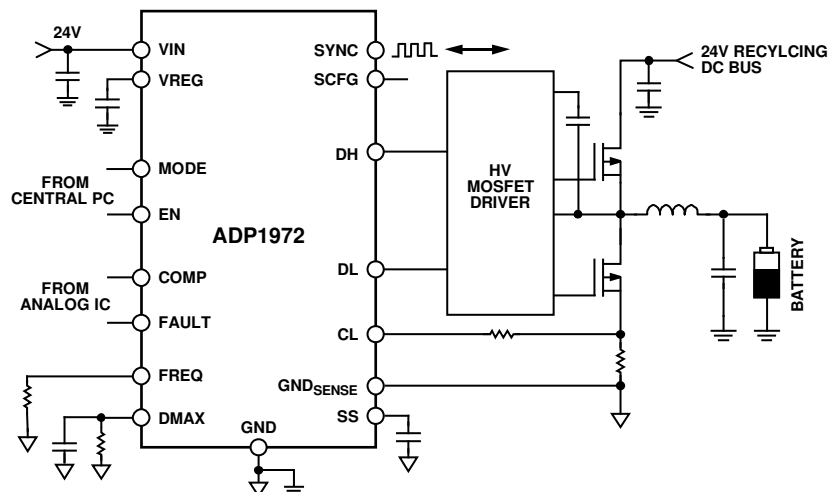 24V
VIN
VREG
MODE
FROM
CENTRAL PC
EN
COMP
FROM
ANALOG IC
FAULT
FREQ
DMAX
GND
ADP1972
SYNC
SCFG
DH
DL
CL
GNDSENSE
SS
HV
MOSFET
DRIVER
24V RECYLCING
DC BUS
BATTERY